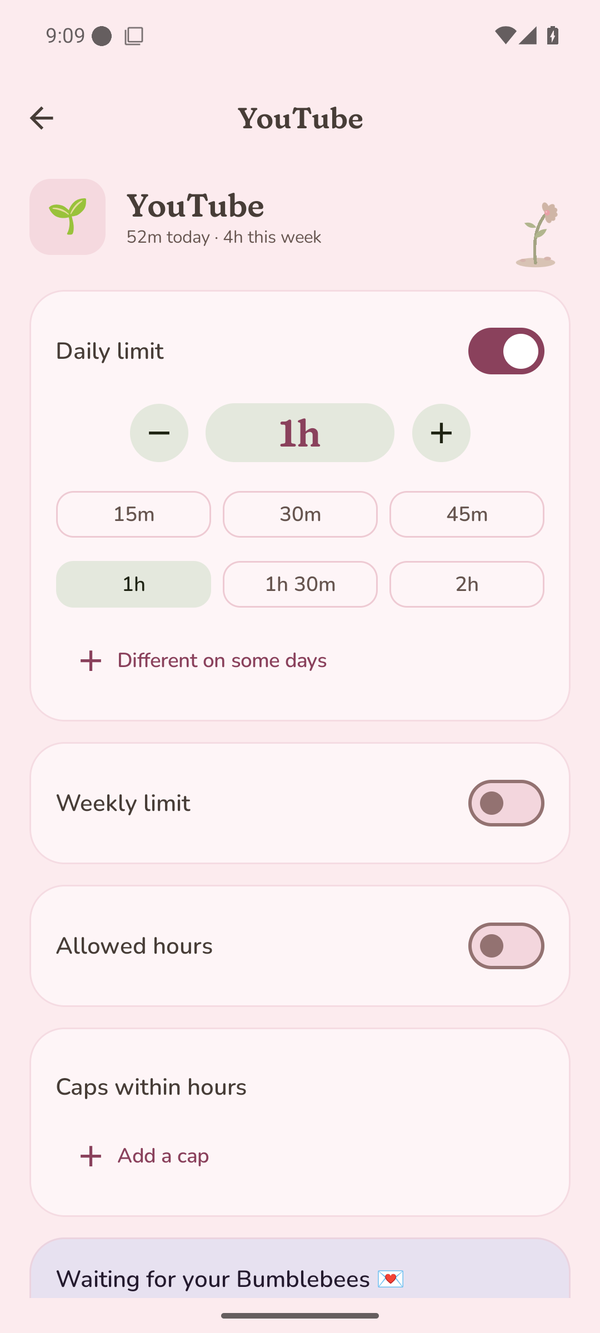 9:09
YouTube
YouTube
52m today · 4h this week
Daily limit
1h
15m
30m
45m
1h
1h 30m
2h
+ Different on some days
Weekly limit
Allowed hours
Caps within hours
+ Add a cap
Waiting for your Bumblebees 💌